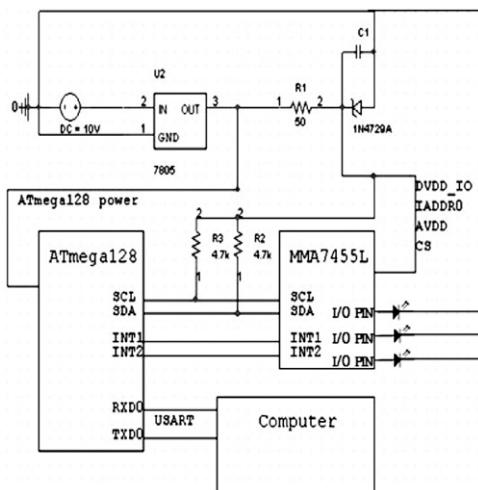 C1
U2
R1
0
2 IN OUT 3
1 2
DC = 10V
1 GND
50
1N4729A
7805
ATmega128 power
DVDD_IO
IADDR0
AVDD
CS
2 2
ATmega128
R3 R2
4.7k 4.7k
MMA7455L
1 1
SCL SCL
SDA SDA
I/O PIN
INT1 INT1
I/O PIN
INT2 INT2
I/O PIN
RXD0
USART
TXD0
Computer